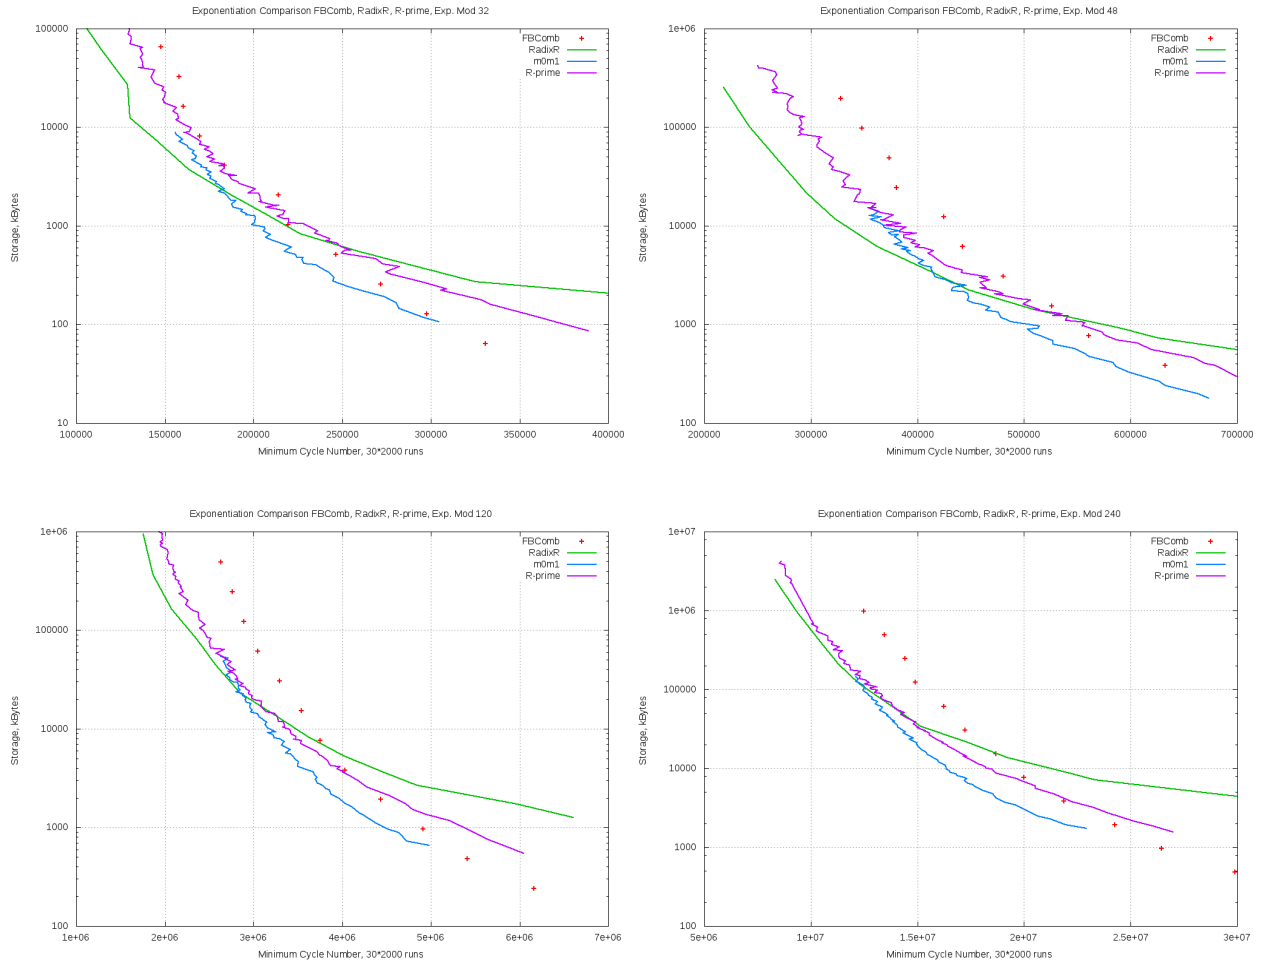 Exponentiation Comparison FBComb, RadixR, R-prime, Exp. Mod 32
FBComb
RadixR
m0m1
R-prime
100000
10000
1000
100
10
Storage, kBytes
100000 150000 200000 250000 300000 350000 400000
Minimum Cycle Number, 30*2000 runs
Exponentiation Comparison FBComb, RadixR, R-prime, Exp. Mod 48
FBComb
RadixR
m0m1
R-prime
1e+06
100000
10000
1000
100
Storage, kBytes
200000 300000 400000 500000 600000 700000
Minimum Cycle Number, 30*2000 runs
Exponentiation Comparison FBComb, RadixR, R-prime, Exp. Mod 120
FBComb
RadixR
m0m1
R-prime
1e+06
100000
10000
1000
100
Storage, kBytes
1e+06 2e+06 3e+06 4e+06 5e+06 6e+06 7e+06
Minimum Cycle Number, 30*2000 runs
Exponentiation Comparison FBComb, RadixR, R-prime, Exp. Mod 240
FBComb
RadixR
m0m1
R-prime
1e+07
1e+06
100000
10000
1000
100
Storage, kBytes
5e+06 1e+07 1.5e+07 2e+07 2.5e+07 3e+07
Minimum Cycle Number, 30*2000 runs